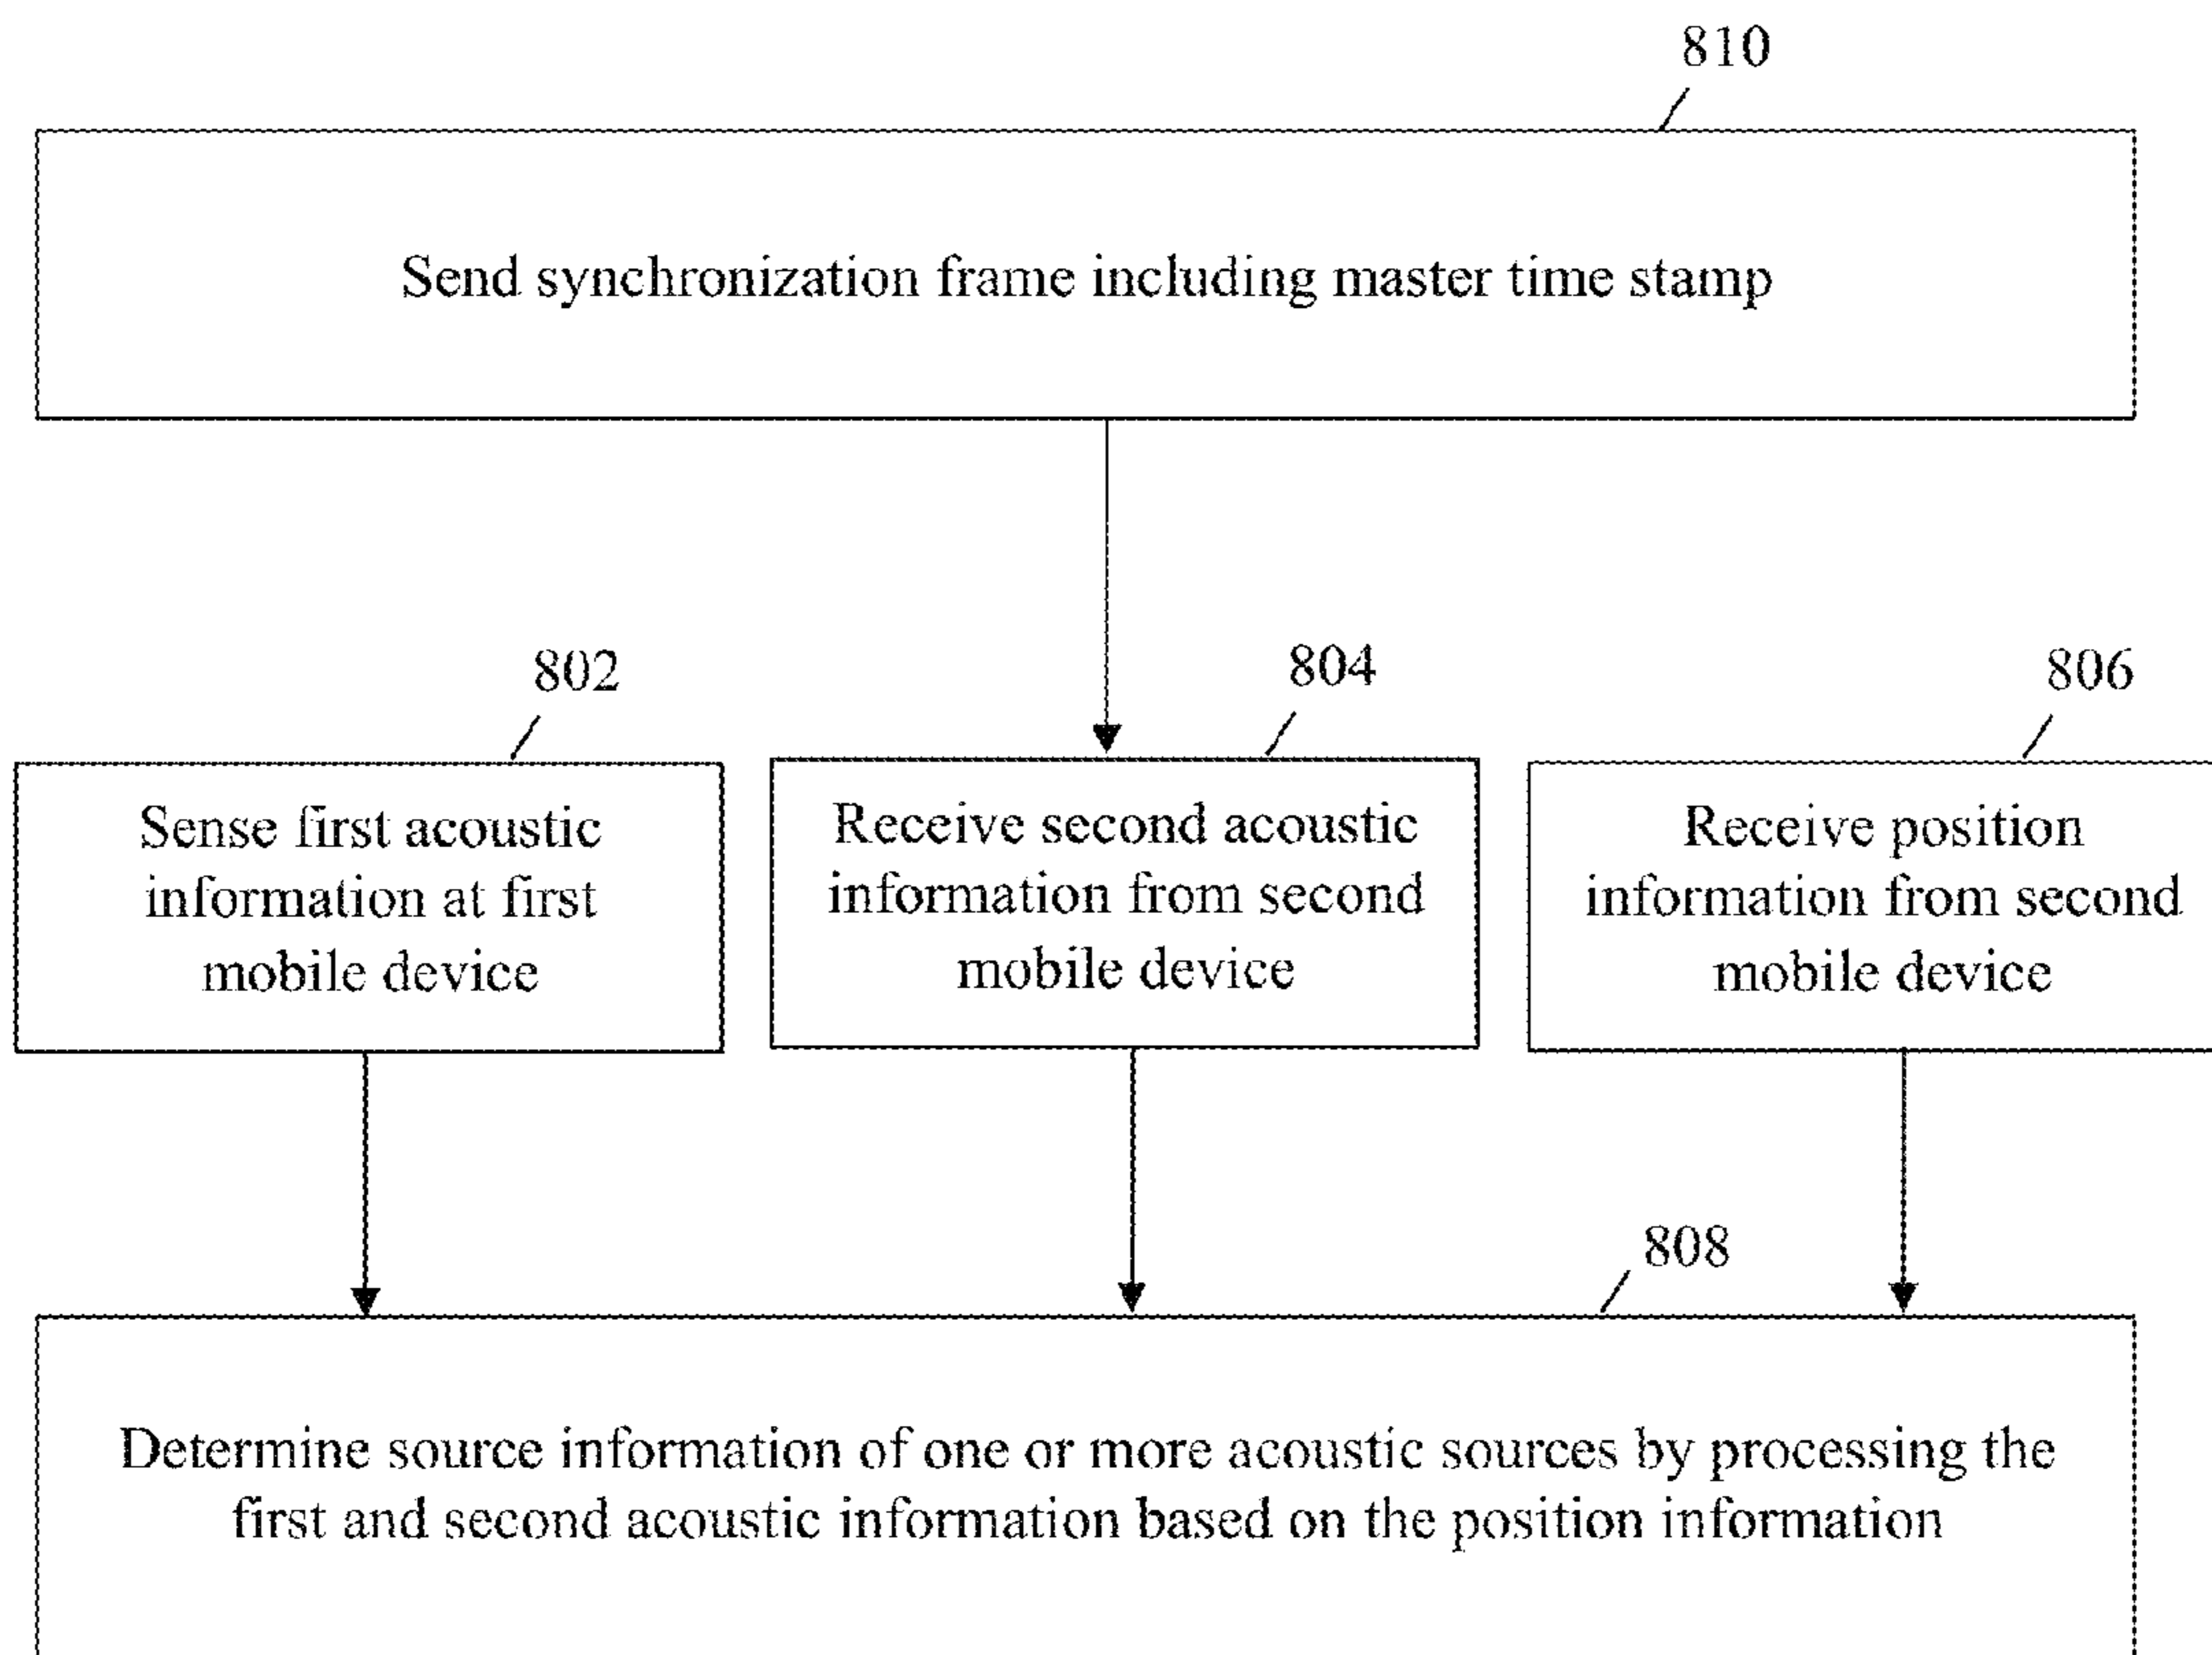 810
Send synchronization frame including master time stamp
802
804
806
Sense first acoustic
information at first
mobile device
Receive second acoustic
information from second
mobile device
Receive position
information from second
mobile device
808
Determine source information of one or more acoustic sources by processing the
first and second acoustic information based on the position information